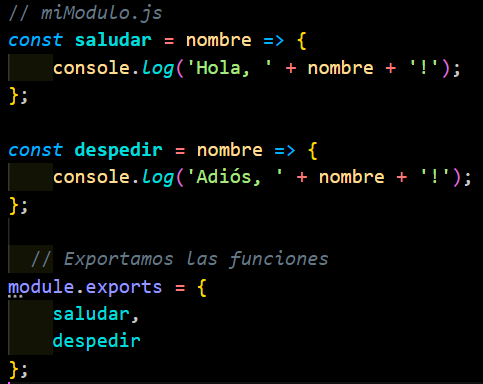 // miModulo.js
const saludar = nombre => {
    console.log('Hola, ' + nombre + '!');
};

const despedir = nombre => {
    console.log('Adiós, ' + nombre + '!');
};

  // Exportamos las funciones
module.exports = {
    saludar,
    despedir
};